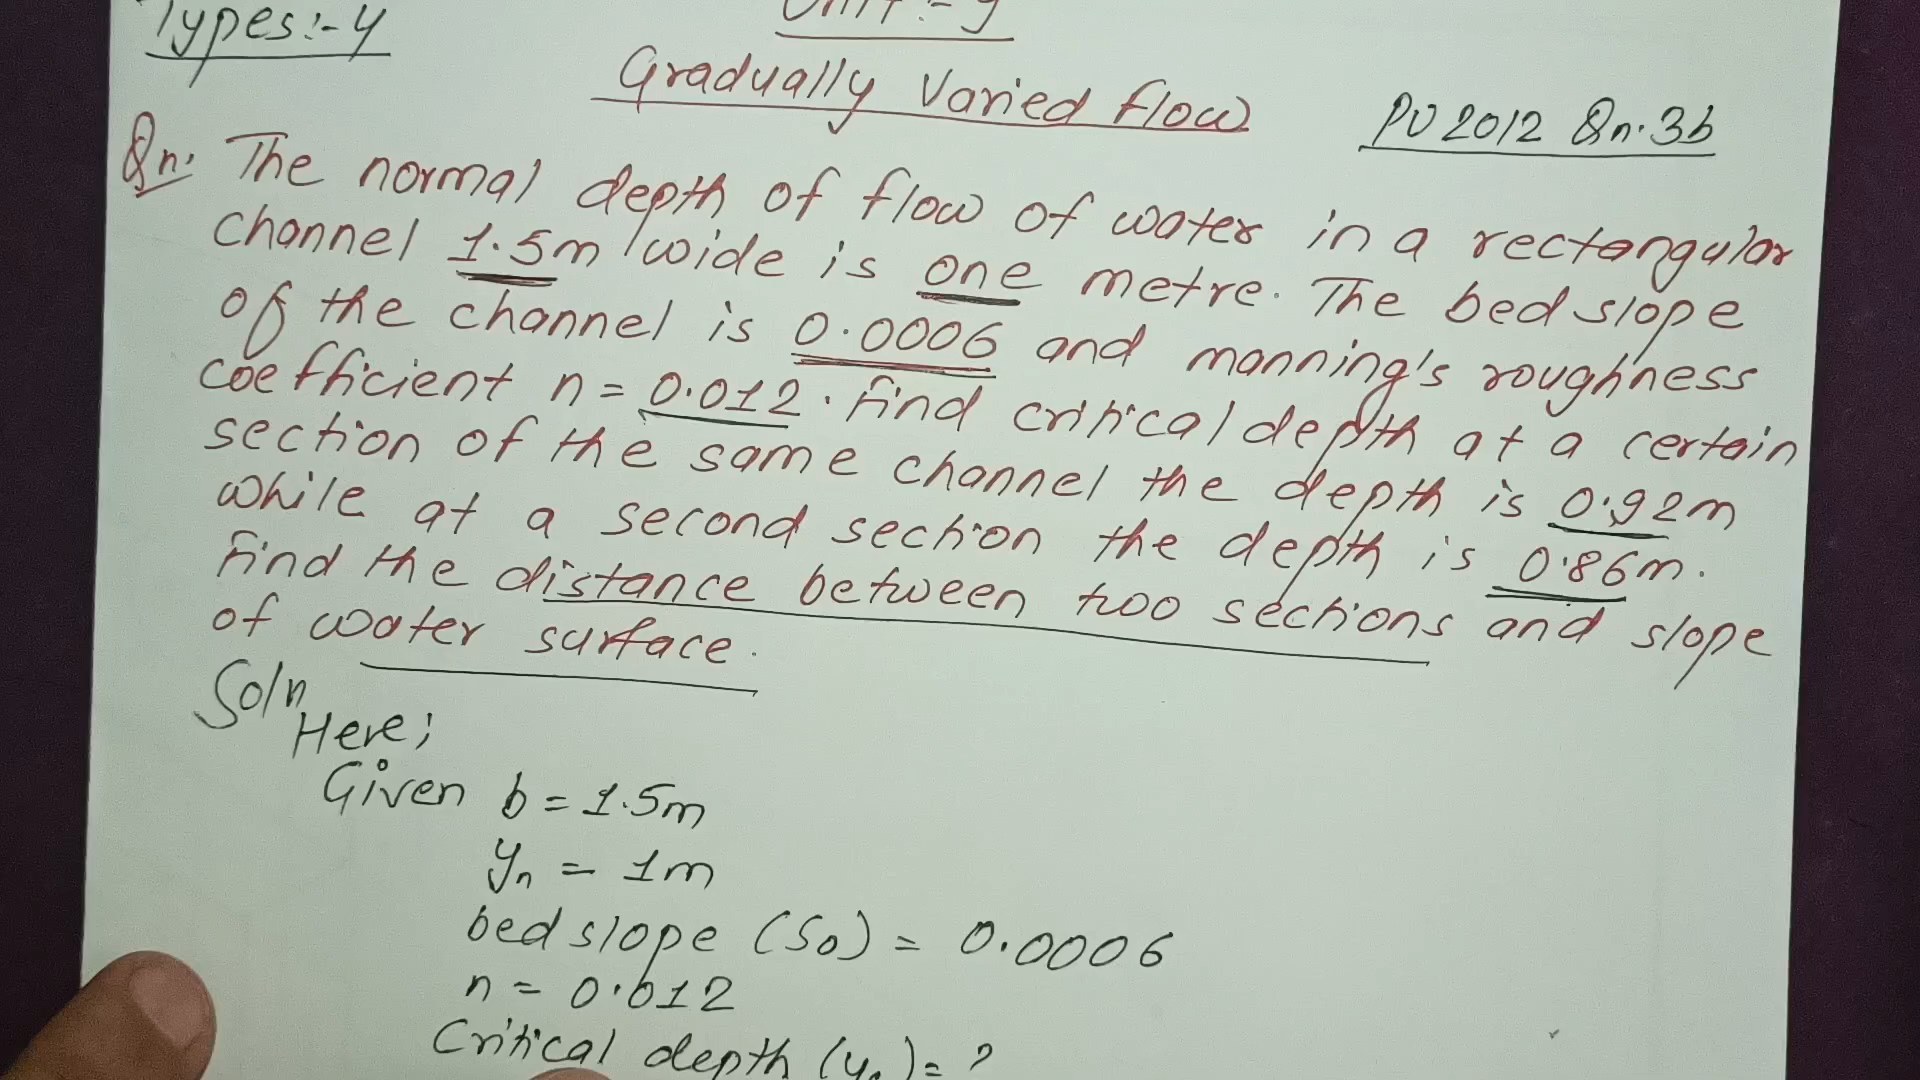 Types:-4
Gradually Varied flow
PU 2012 Qn.3b
Qn. The normal depth of flow of water in a rectangular
channel 1.5m wide is one metre. The bed slope
of the channel is 0.0006 and manning's roughness
coefficient n = 0.012. Find critical depth at a certain
section of the same channel the depth is 0.92m
while at a second section the depth is 0.86m.
Find the distance between two sections and slope
of water surface.
Soln
Here;
Given b = 1.5m
yn = 1m
bed slope (So) = 0.0006
n = 0.012
Critical depth (yc) = ?